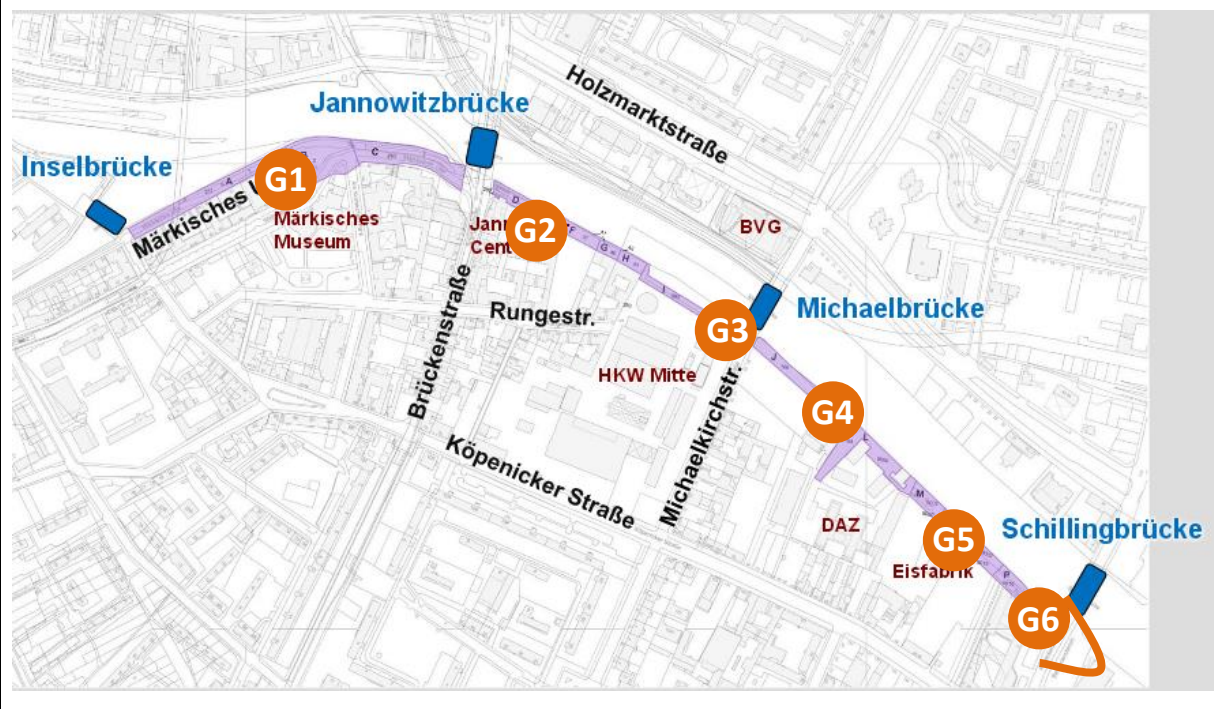 Holzmarktstraße
Jannowitzbrücke
Inselbrücke
C
A
G1
Märkisches
Märkisches
Museum
D
G2
F
G
H
BVG
I
Rungestr.
Michaelbrücke
G3
J
HKW Mitte
Brückenstraße
G4
Michaelkirchstr.
L
Köpenicker Straße
M
DAZ
Schillingbrücke
G5
Eisfabrik
P
G6